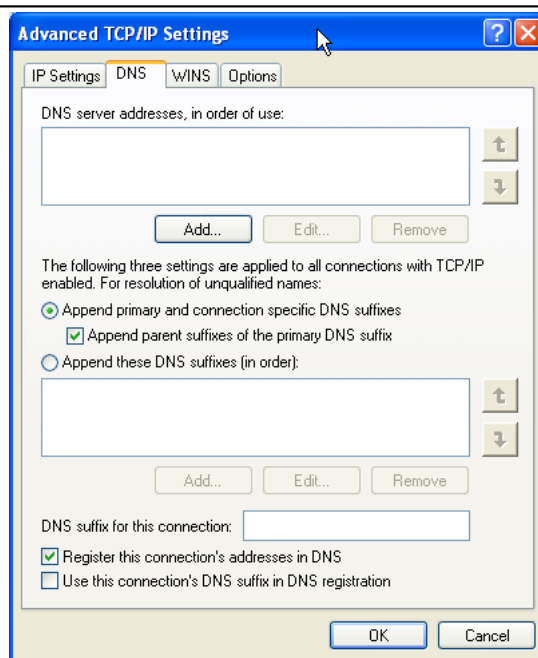 Advanced TCP/IP Settings
IP Settings DNS WINS Options
DNS server addresses, in order of use:
Add... Edit... Remove
The following three settings are applied to all connections with TCP/IP
enabled. For resolution of unqualified names:
Append primary and connection specific DNS suffixes
Append parent suffixes of the primary DNS suffix
Append these DNS suffixes (in order):
Add... Edit... Remove
DNS suffix for this connection:
Register this connection's addresses in DNS
Use this connection's DNS suffix in DNS registration
OK Cancel